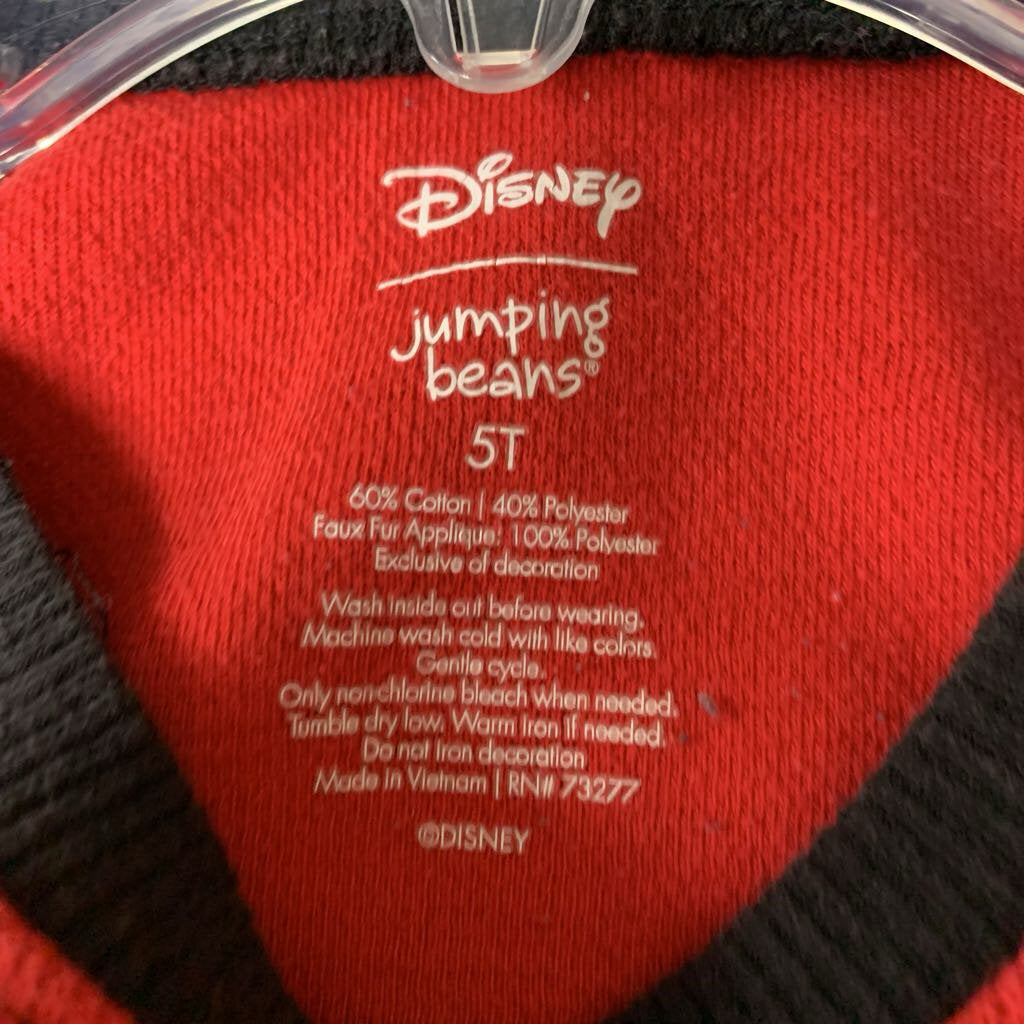 Disney
jumping
beans®
5T
60% Cotton | 40% Polyester
Faux Fur Applique: 100% Polyester
Exclusive of decoration
Wash inside out before wearing.
Machine wash cold with like colors.
Gentle cycle.
Only non-chlorine bleach when needed.
Tumble dry low. Warm iron if needed.
Do not iron decoration
Made in Vietnam | RN# 73277
©DISNEY